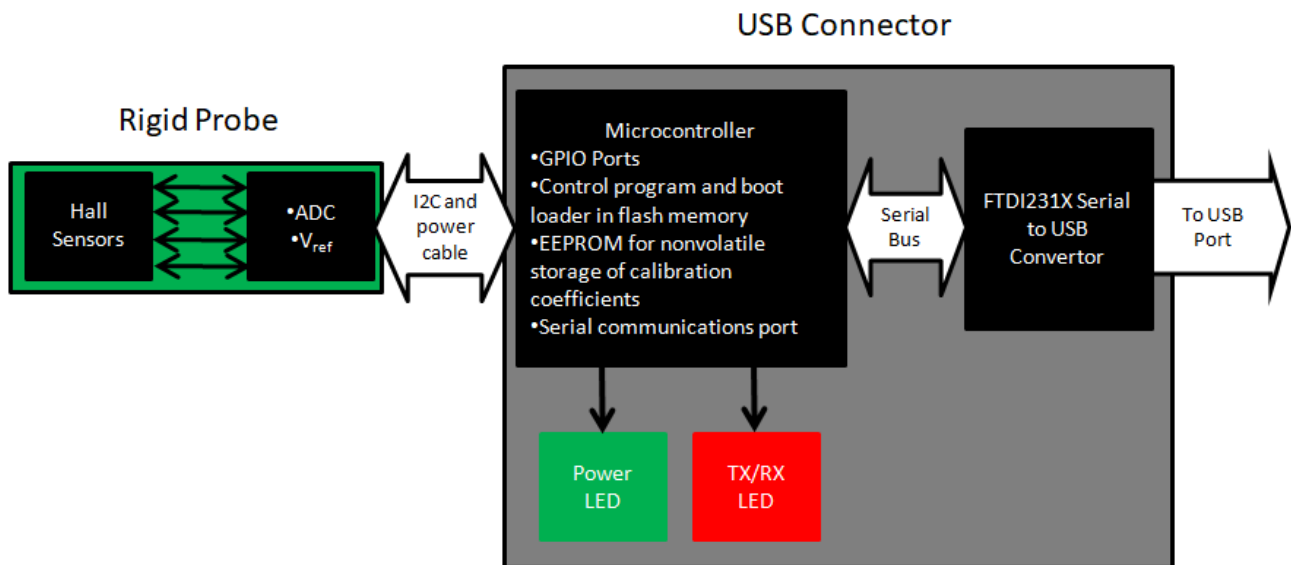 USB Connector
Rigid Probe
Hall
Sensors
•ADC
•Vref
I2C and
power
cable
Microcontroller
•GPIO Ports
•Control program and boot
loader in flash memory
•EEPROM for nonvolatile
storage of calibration
coefficients
•Serial communications port
Serial
Bus
FTDI231X Serial
to USB
Convertor
To USB
Port
Power
LED
TX/RX
LED